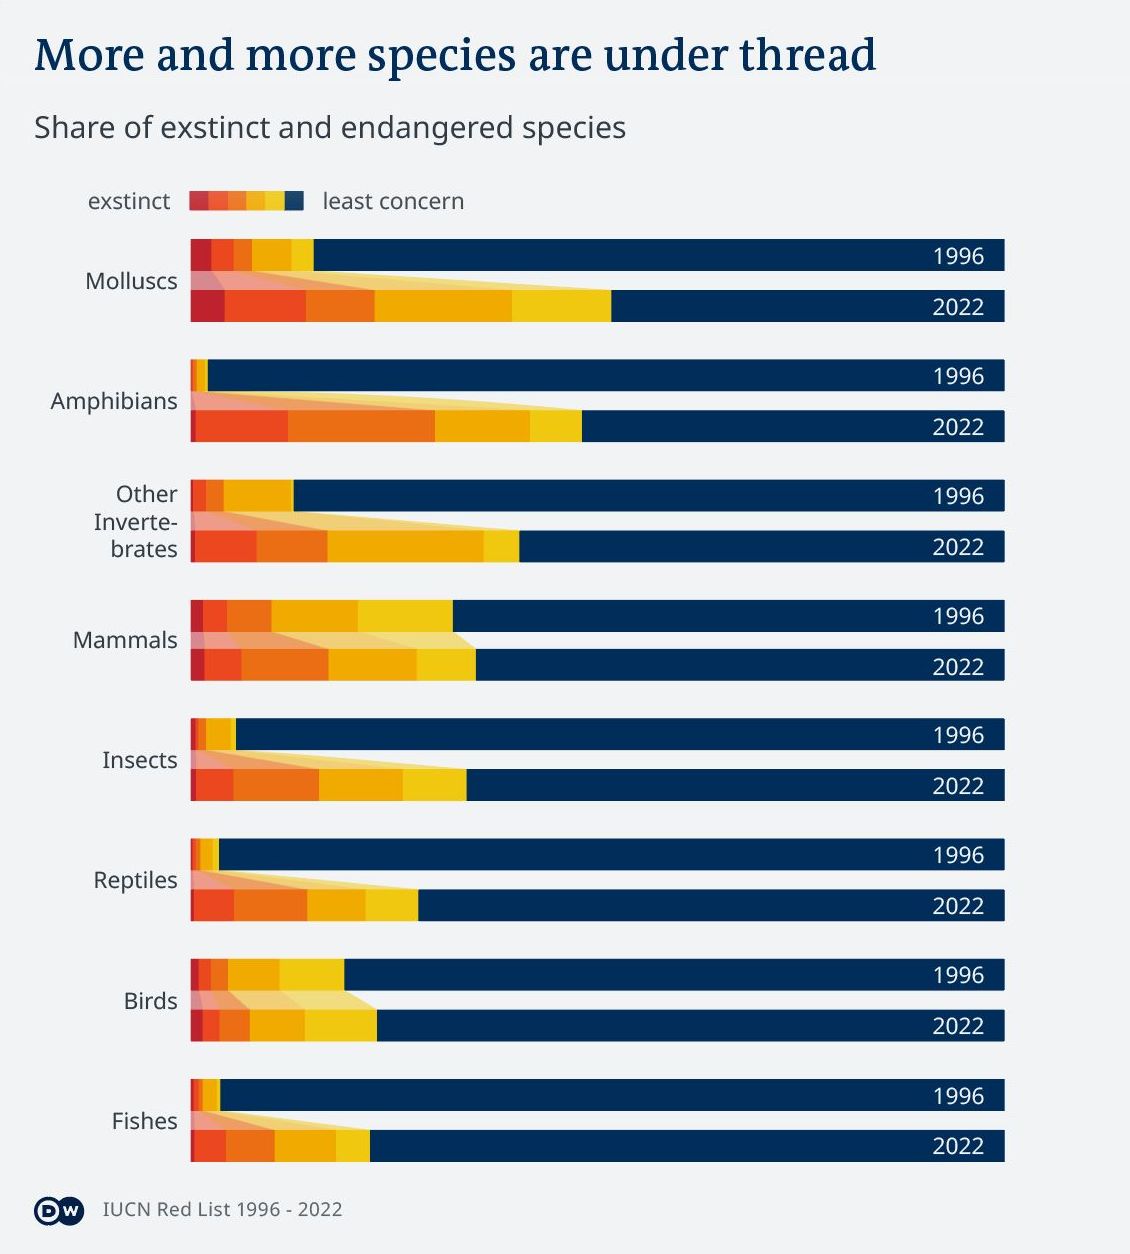 More and more species are under thread
Share of exstinct and endangered species
exstinct least concern
1996
Molluscs
2022
1996
Amphibians
2022
Other
1996
Inverte-
brates
2022
1996
Mammals
2022
1996
Insects
2022
1996
Reptiles
2022
1996
Birds
2022
1996
Fishes
2022
DW IUCN Red List 1996 - 2022